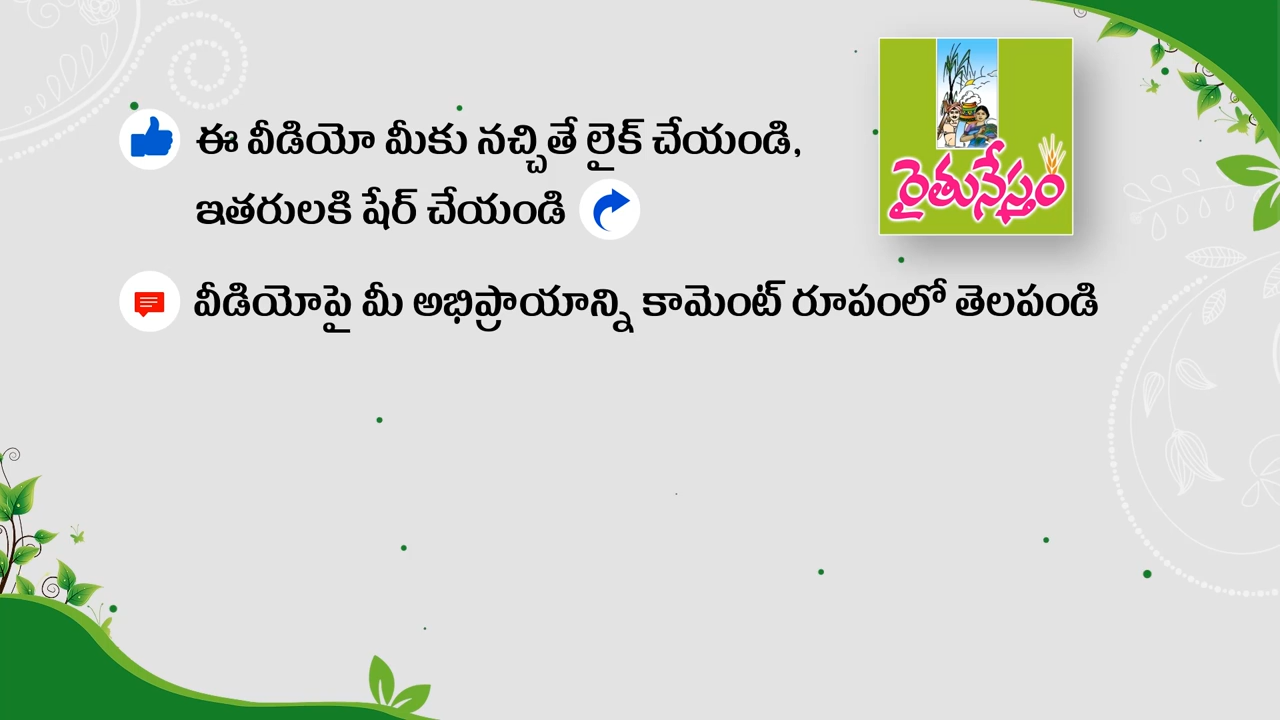 ఈ వీడియో మీకు నచ్చితే లైక్ చేయండి,
ఇతరులకి షేర్ చేయండి
రైతునేస్తం
వీడియోపై మీ అభిప్రాయాన్ని కామెంట్ రూపంలో తెలపండి